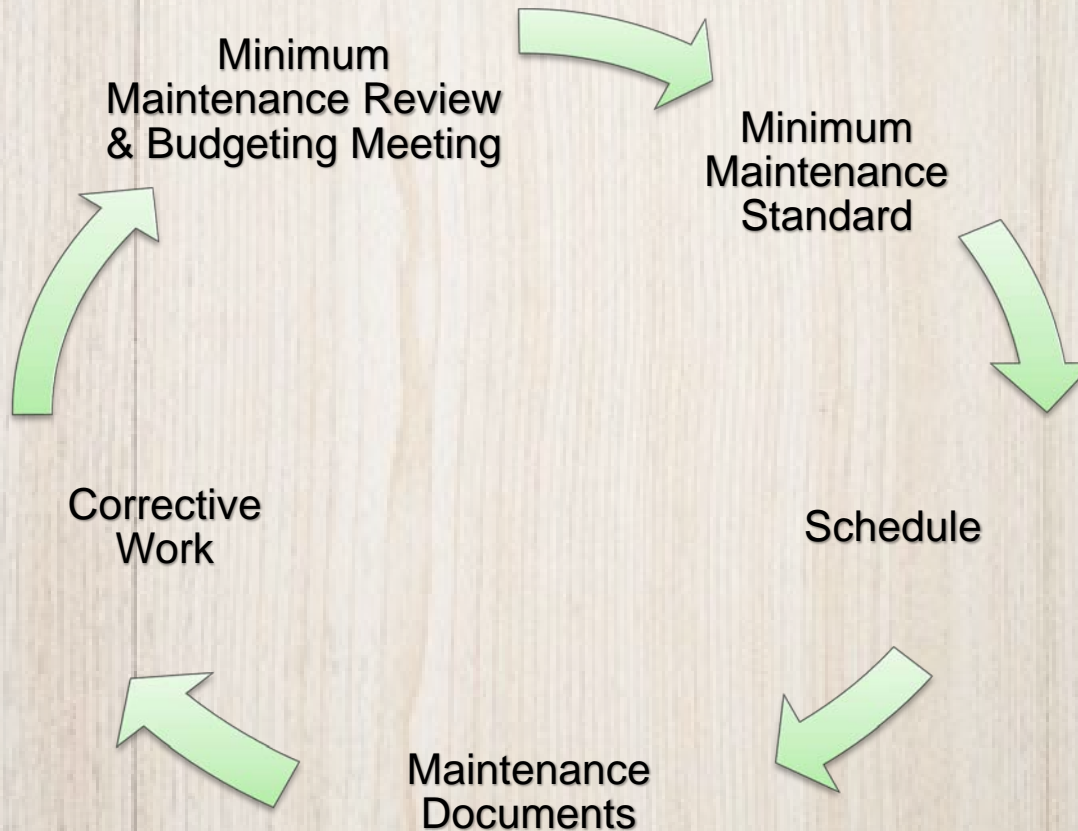 Minimum
Maintenance Review
& Budgeting Meeting
Minimum
Maintenance
Standard
Schedule
Maintenance
Documents
Corrective
Work